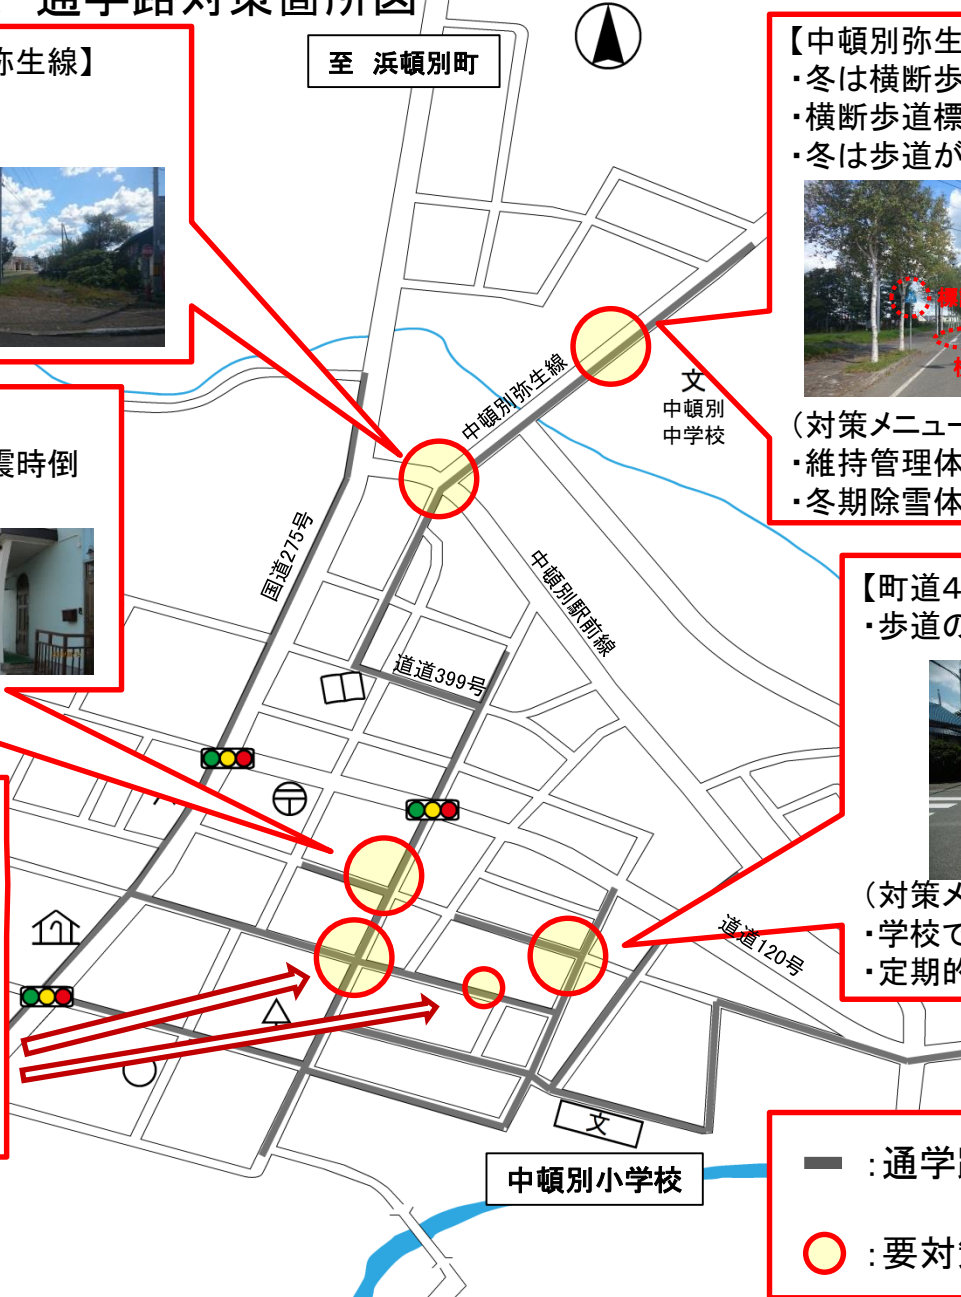 通学路対策箇所図
弥生線】
至 浜頓別町
【中頓別弥生
・冬は横断歩
・横断歩道標
・冬は歩道が
(対策メニュー
・維持管理体
・冬期除雪体
文
中頓別
中学校
中頓別弥生線
震時倒
国道275号
中頓別駅前線
道道399号
【町道4
・歩道の
(対策メ
・学校で
・定期的
道道120号
文
中頓別小学校
:通学路
:要対策